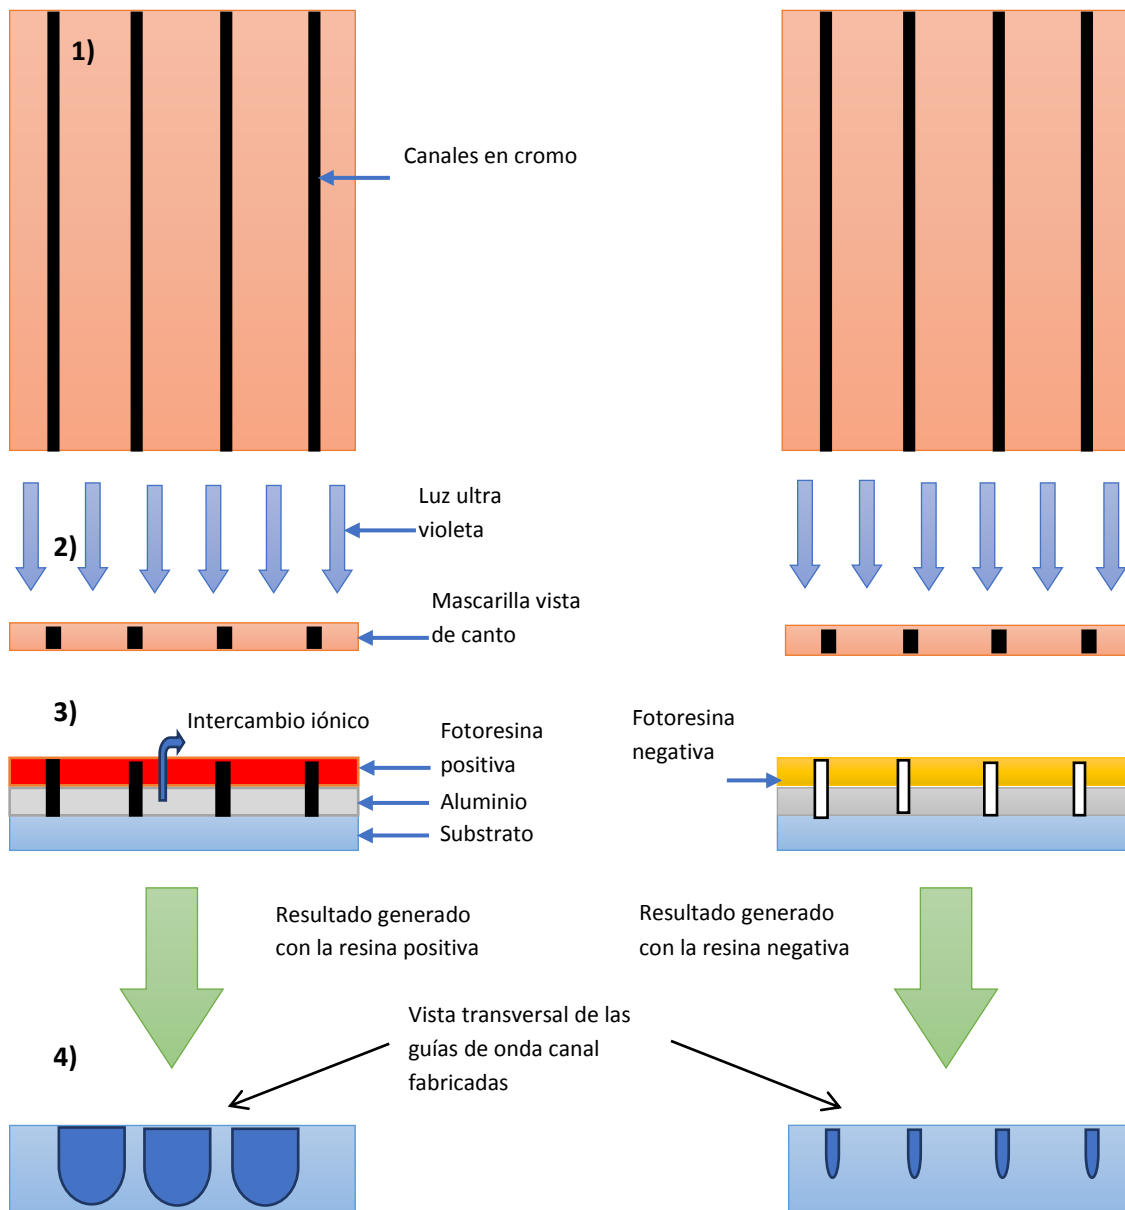 1)
Canales en cromo
Luz ultra
violeta
2)
Mascarilla vista
de canto
3)
Intercambio iónico
Fotoresina
positiva
Aluminio
Substrato
Fotoresina
negativa
Resultado generado
con la resina positiva
Resultado generado
con la resina negativa
Vista transversal de las
guías de onda canal
fabricadas
4)